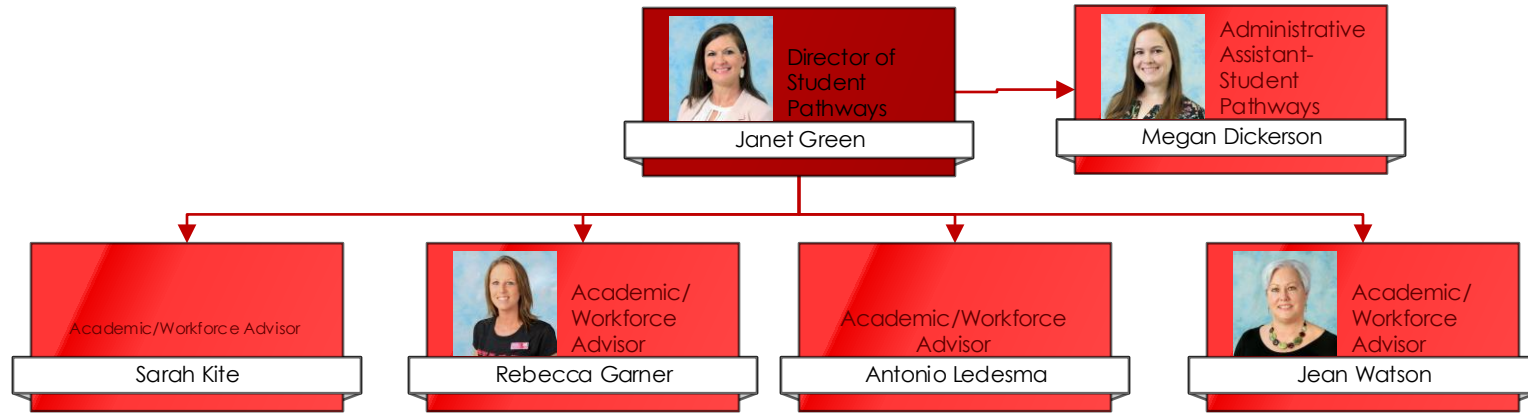 Director of
Student
Pathways
Janet Green
Administrative
Assistant-
Student
Pathways
Megan Dickerson
Academic/Workforce Advisor
Sarah Kite
Academic/
Workforce
Advisor
Rebecca Garner
Academic/Workforce
Advisor
Antonio Ledesma
Academic/
Workforce
Advisor
Jean Watson